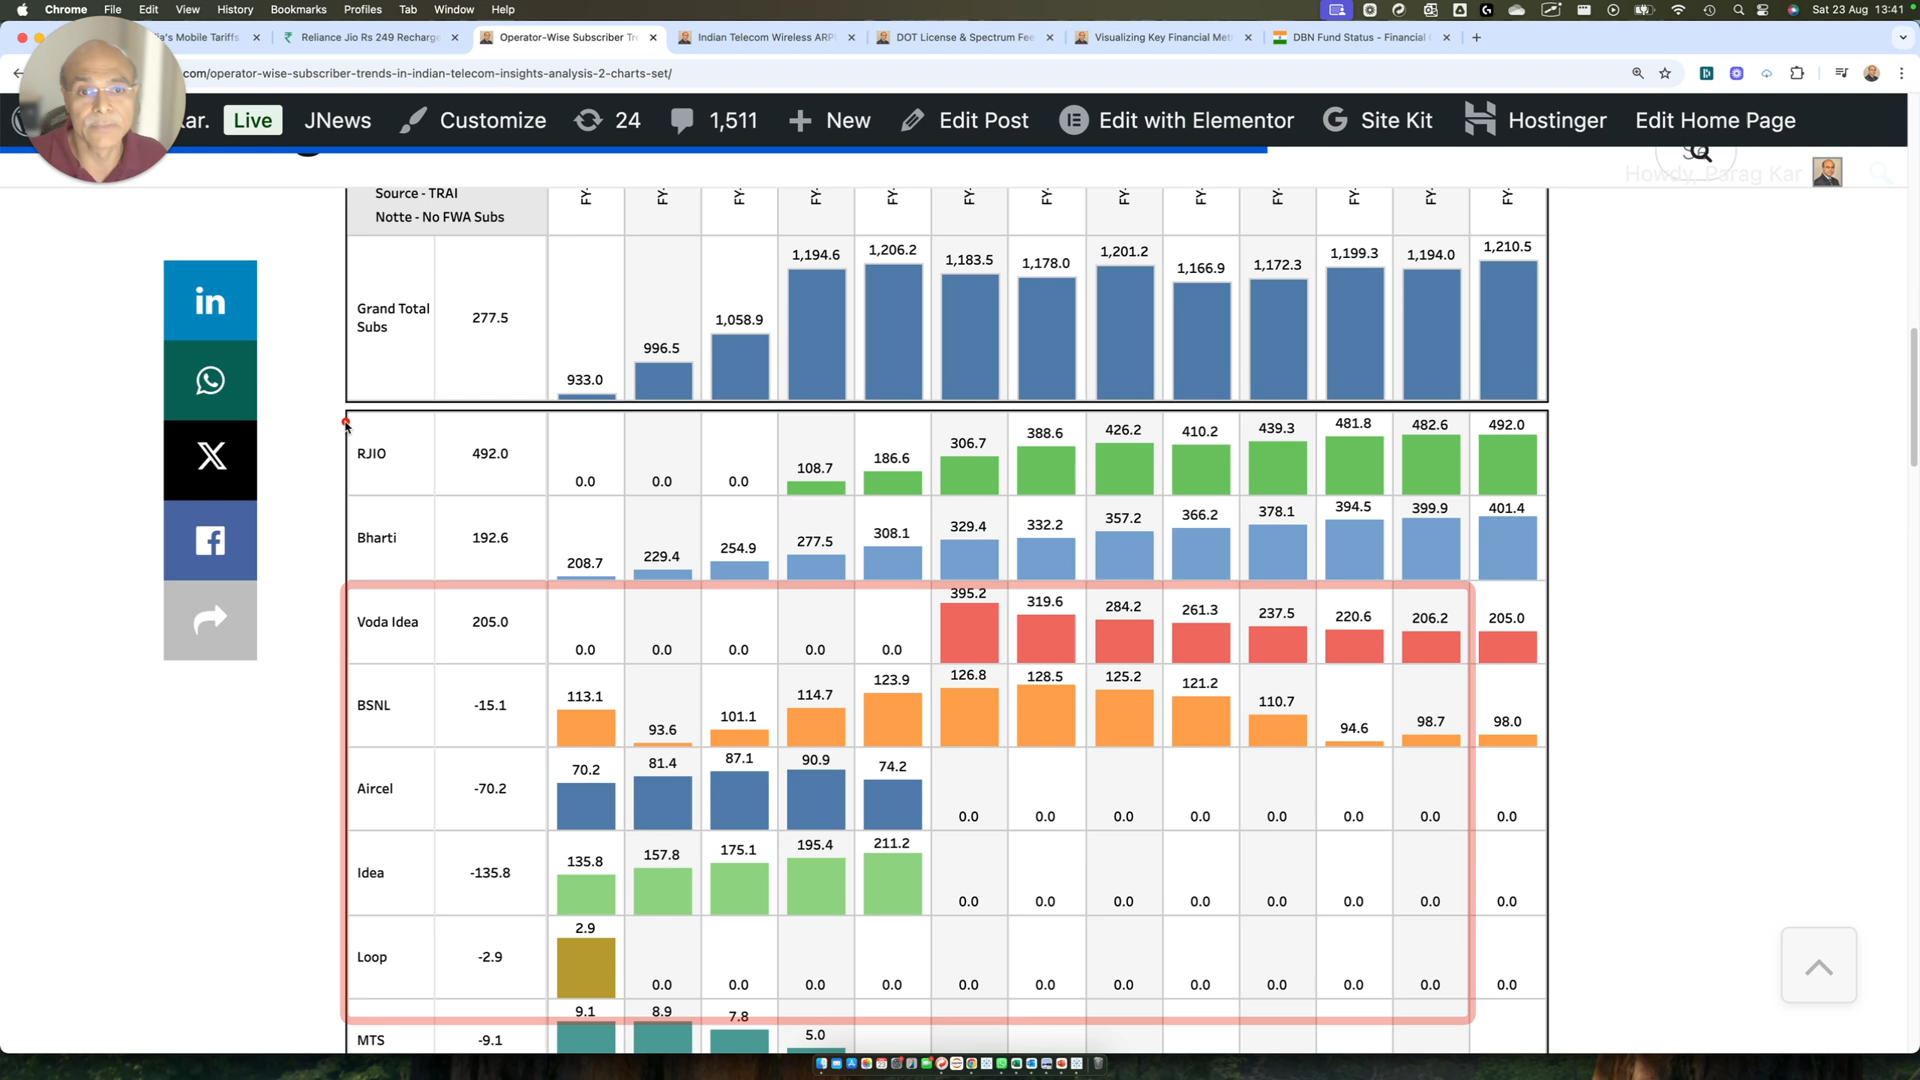 Chrome File Edit View History Bookmarks Profiles Tab Window Help Sat 23 Aug 13:41
's Mobile Tariffs Reliance Jio Rs 249 Recharge Operator-Wise Subscriber Tre Indian Telecom Wireless ARP DOT License & Spectrum Fee Visualizing Key Financial Met DBN Fund Status - Financial
com/operator-wise-subscriber-trends-in-indian-telecom-insights-analysis-2-charts-set/
kar. Live JNews Customize 24 1,511 New Edit Post Edit with Elementor Site Kit Hostinger Edit Home Page
Howdy, Parag Kar
Source - TRAI
Notte - No FWA Subs
FY- FY- FY- FY- FY- FY- FY- FY- FY- FY- FY- FY- FY-
Grand Total Subs 277.5 933.0 996.5 1,058.9 1,194.6 1,206.2 1,183.5 1,178.0 1,201.2 1,166.9 1,172.3 1,199.3 1,194.0 1,210.5
RJIO 492.0 0.0 0.0 0.0 108.7 186.6 306.7 388.6 426.2 410.2 439.3 481.8 482.6 492.0
Bharti 192.6 208.7 229.4 254.9 277.5 308.1 329.4 332.2 357.2 366.2 378.1 394.5 399.9 401.4
Voda Idea 205.0 0.0 0.0 0.0 0.0 0.0 395.2 319.6 284.2 261.3 237.5 220.6 206.2 205.0
BSNL -15.1 113.1 93.6 101.1 114.7 123.9 126.8 128.5 125.2 121.2 110.7 94.6 98.7 98.0
Aircel -70.2 70.2 81.4 87.1 90.9 74.2 0.0 0.0 0.0 0.0 0.0 0.0 0.0 0.0
Idea -135.8 135.8 157.8 175.1 195.4 211.2 0.0 0.0 0.0 0.0 0.0 0.0 0.0 0.0
Loop -2.9 2.9 0.0 0.0 0.0 0.0 0.0 0.0 0.0 0.0 0.0 0.0 0.0 0.0
MTS -9.1 9.1 8.9 7.8 5.0